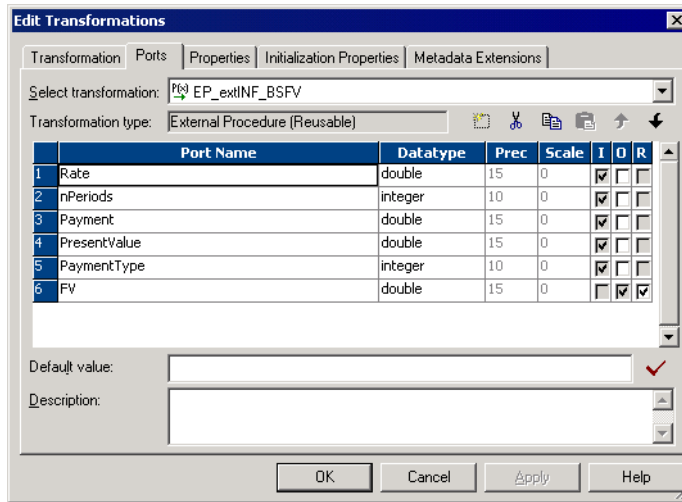 Edit Transformations
Transformation Ports Properties Initialization Properties Metadata Extensions
Select transformation: P(x) EP_extINF_BSFV
Transformation type: External Procedure (Reusable)
Port Name Datatype Prec Scale I O R
1 Rate double 15 0
2 nPeriods integer 10 0
3 Payment double 15 0
4 PresentValue double 15 0
5 PaymentType integer 10 0
6 FV double 15 0
Default value:
Description:
OK Cancel Apply Help